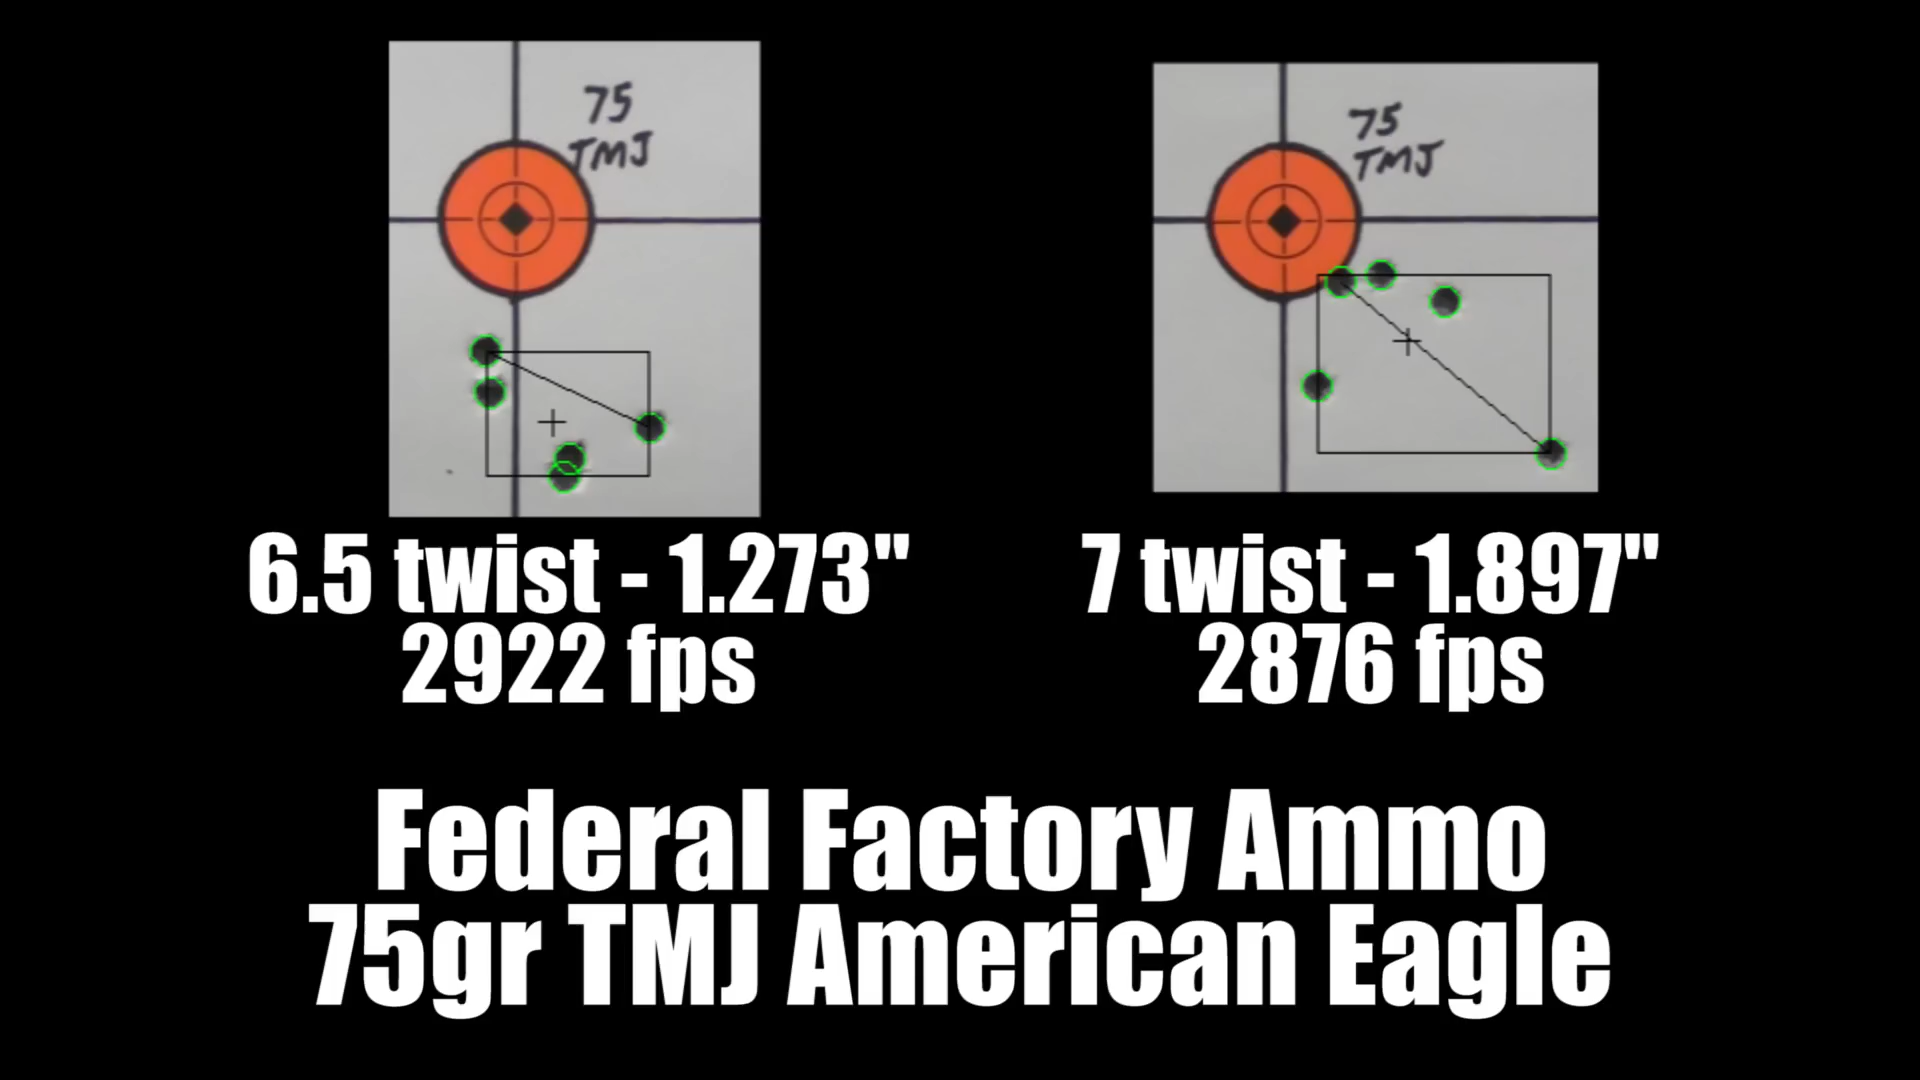 75
TMJ
75
TMJ
6.5 twist - 1.273"
2922 fps
7 twist - 1.897"
2876 fps
Federal Factory Ammo
75gr TMJ American Eagle